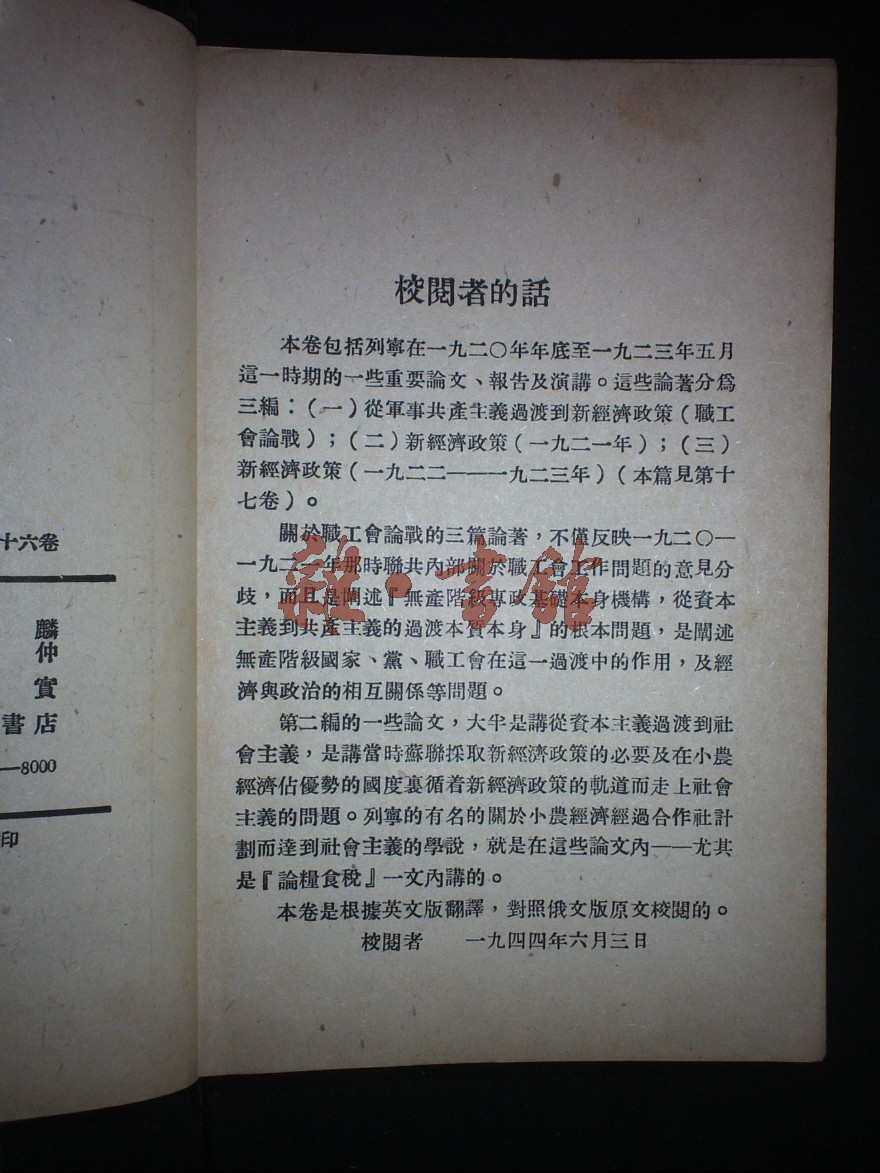 十六卷
麟
仲
實
書店
—8000
印
校閱者的話
本卷包括列寧在一九二〇年年底至一九二三年五月
這一時期的一些重要論文、報告及演講。這些論著分爲
三編：(一)從軍事共產主義過渡到新經濟政策(職工
會論戰)；(二)新經濟政策(一九二一年)；(三)
新經濟政策(一九二二——一九二三年)(本篇見第十
七卷)。
關於職工會論戰的三篇論著，不僅反映一九二〇—
一九二一年那時聯共內部關於職工會工作問題的意見分
歧，而且是闡述『無產階級專政基礎本身機構，從資本
主義到共產主義的過渡本質本身』的根本問題，是闡述
無產階級國家、黨、職工會在這一過渡中的作用，及經
濟與政治的相互關係等問題。
第二編的一些論文，大半是講從資本主義過渡到社
會主義，是講當時蘇聯採取新經濟政策的必要及在小農
經濟佔優勢的國度裏循着新經濟政策的軌道而走上社會
主義的問題。列寧的有名的關於小農經濟經過合作社計
劃而達到社會主義的學說，就是在這些論文內——尤其
是『論糧食稅』一文內講的。
本卷是根據英文版翻譯，對照俄文版原文校閱的。
校閱者　一九四四年六月三日
雜·書館